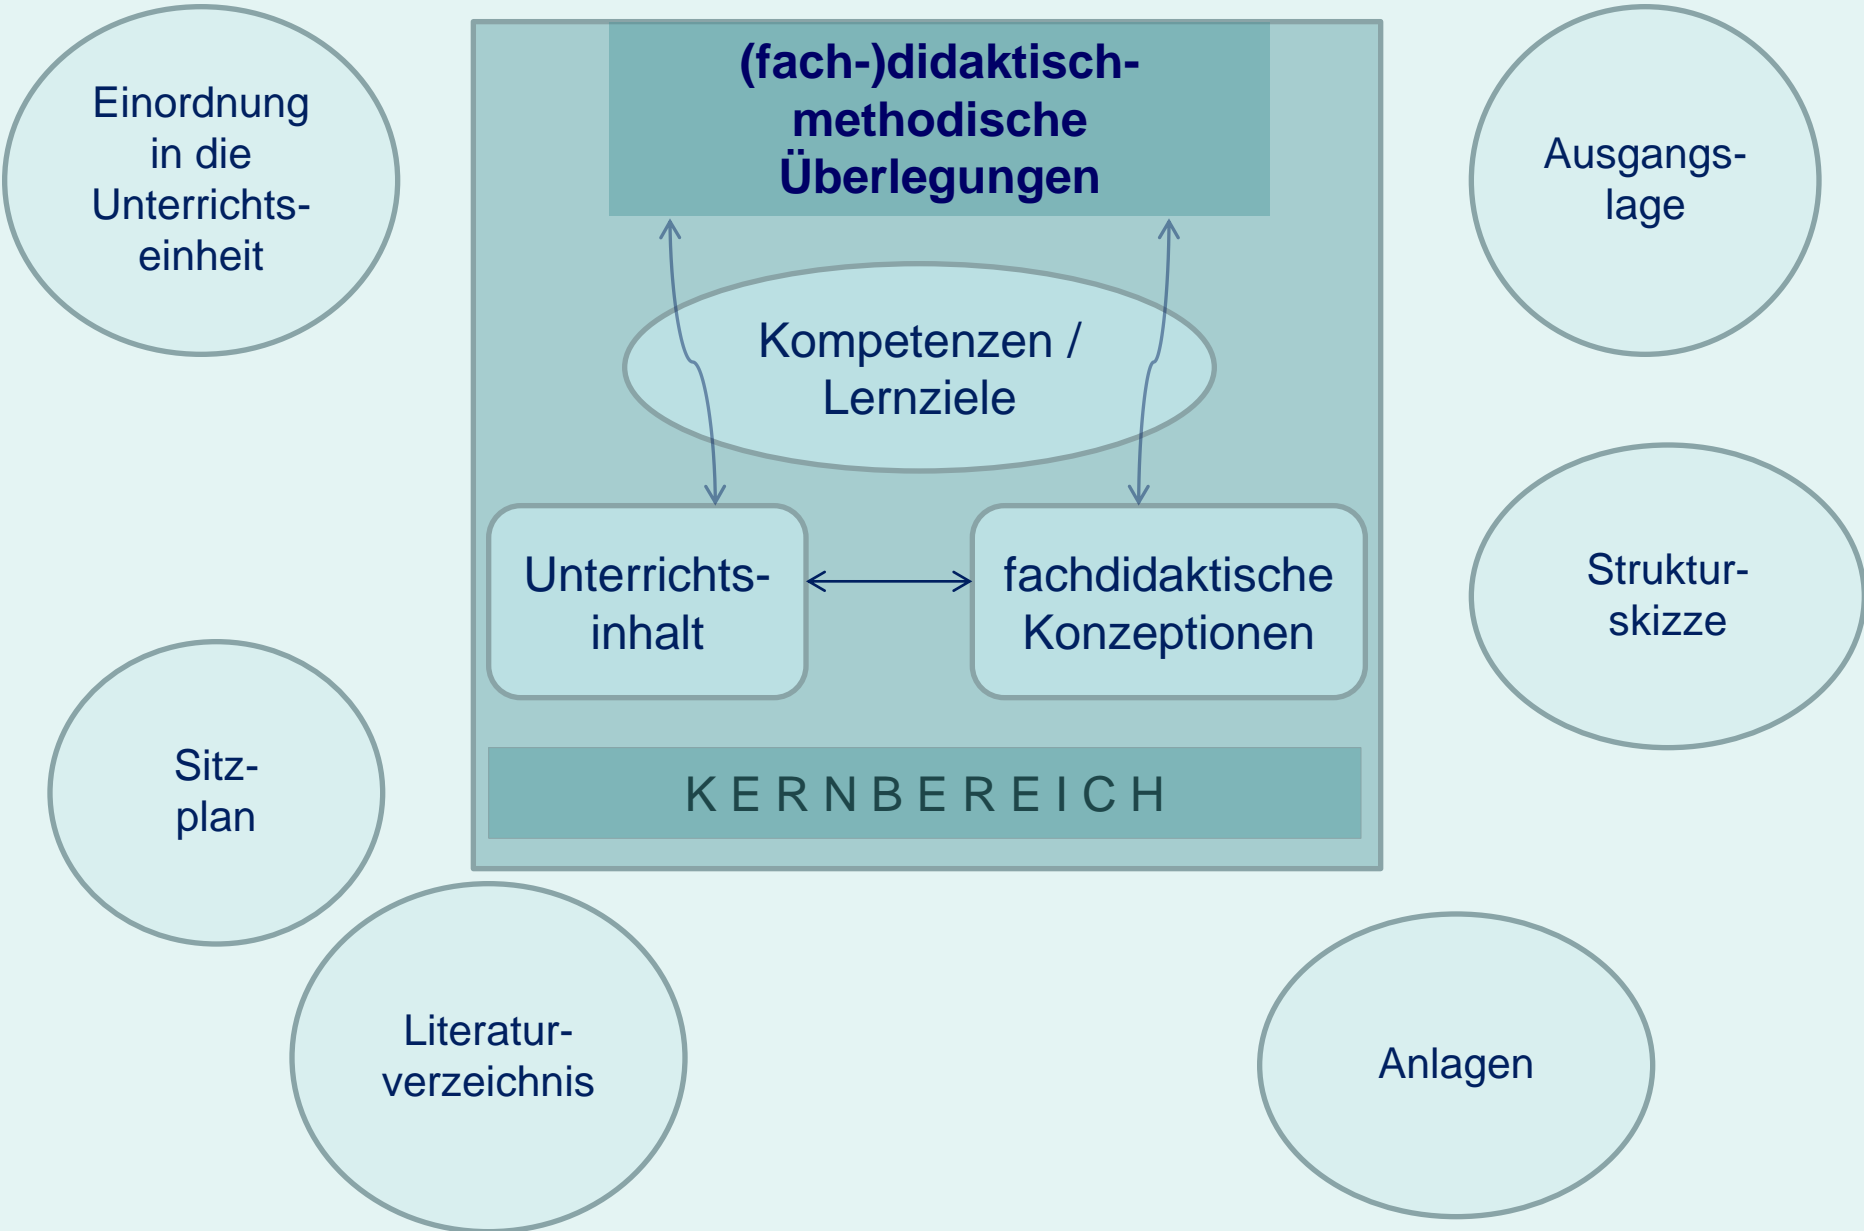 Einordnung
in die
Unterrichts-
einheit
(fach-)didaktisch-
methodische
Überlegungen
Ausgangs-
lage
Kompetenzen /
Lernziele
Unterrichts-
inhalt
fachdidaktische
Konzeptionen
Struktur-
skizze
Sitz-
plan
KERNBEREICH
Literatur-
verzeichnis
Anlagen